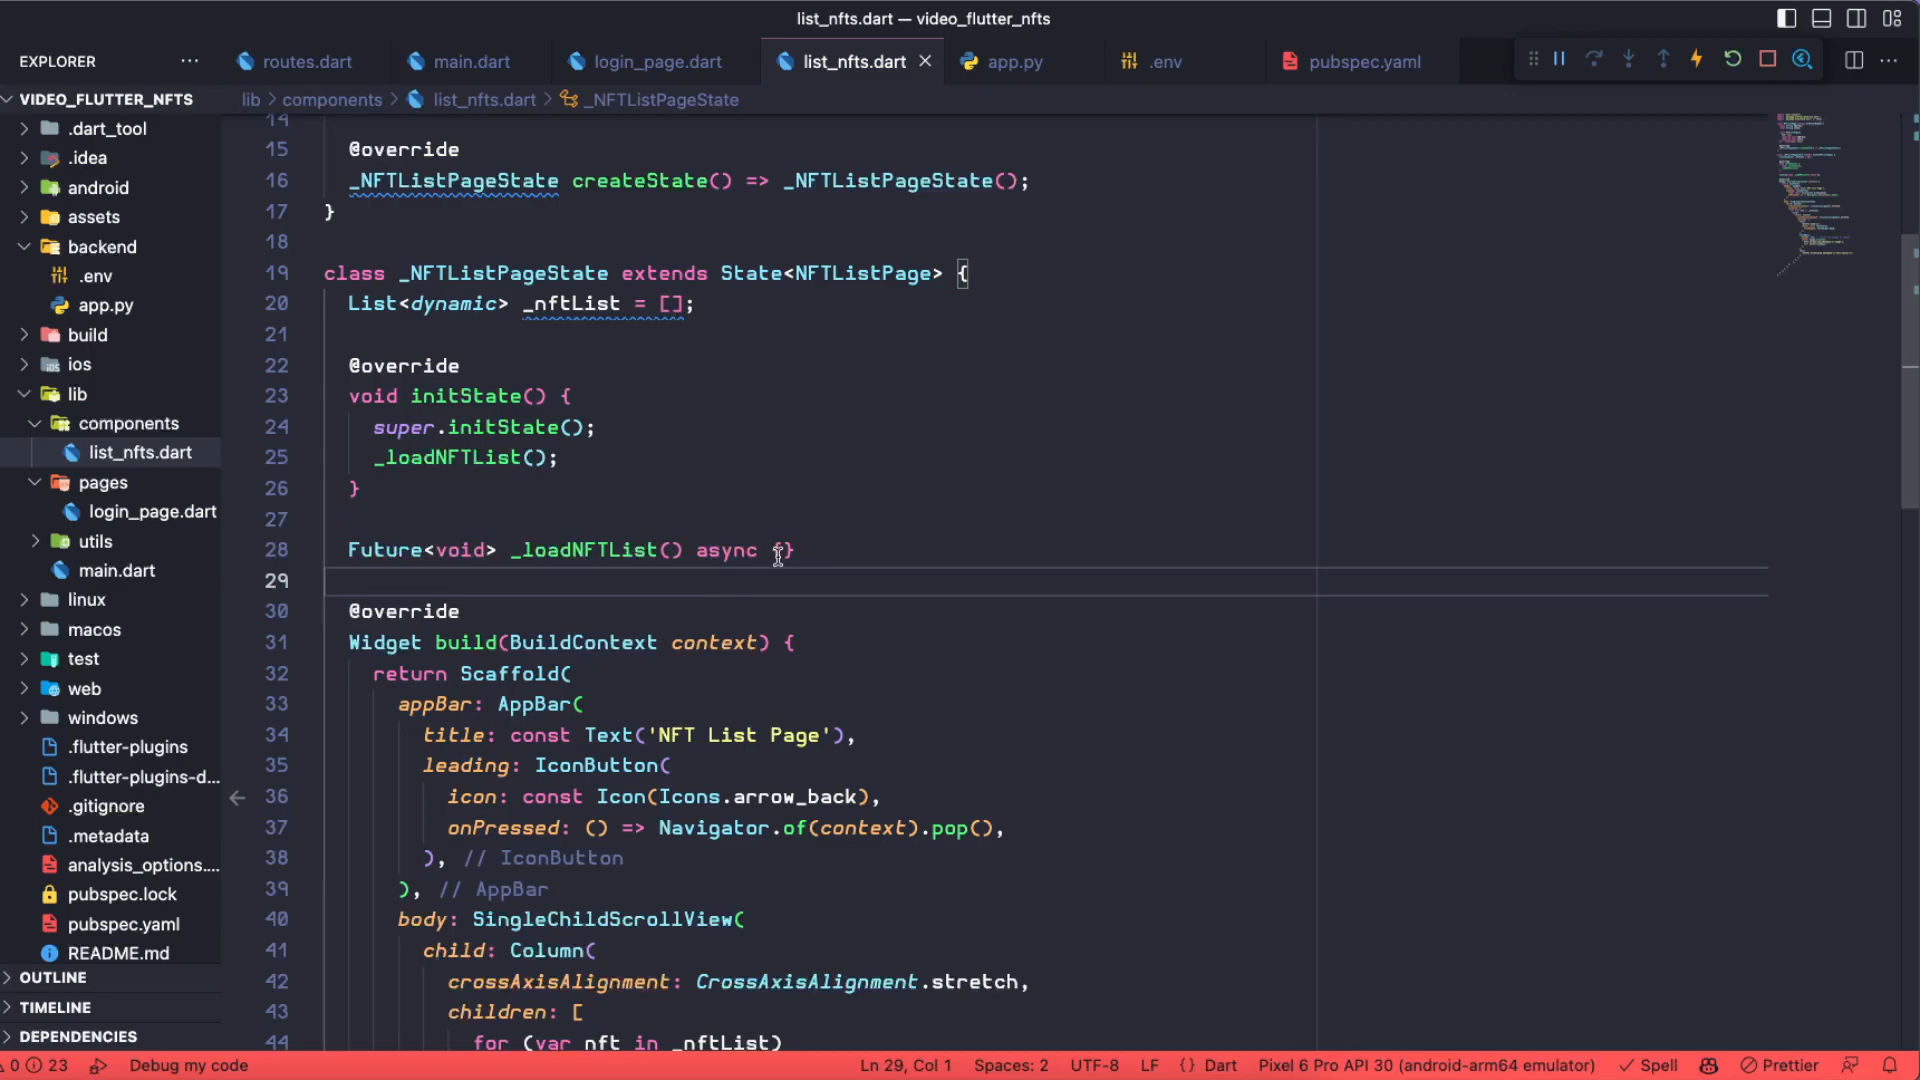 list_nfts.dart — video_flutter_nfts
EXPLORER
routes.dart
main.dart
login_page.dart
list_nfts.dart
app.py
.env
pubspec.yaml
lib > components > list_nfts.dart > _NFTListPageState
VIDEO_FLUTTER_NFTS
.dart_tool
.idea
android
assets
backend
.env
app.py
build
ios
lib
components
list_nfts.dart
pages
login_page.dart
utils
main.dart
linux
macos
test
web
windows
.flutter-plugins
.flutter-plugins-d...
.gitignore
.metadata
analysis_options....
pubspec.lock
pubspec.yaml
README.md
OUTLINE
TIMELINE
DEPENDENCIES
14
15 @override
16 _NFTListPageState createState() => _NFTListPageState();
17 }
18
19 class _NFTListPageState extends State<NFTListPage> {
20 List<dynamic> _nftList = [];
21
22 @override
23 void initState() {
24 super.initState();
25 _loadNFTList();
26 }
27
28 Future<void> _loadNFTList() async {}
29
30 @override
31 Widget build(BuildContext context) {
32 return Scaffold(
33 appBar: AppBar(
34 title: const Text('NFT List Page'),
35 leading: IconButton(
36 icon: const Icon(Icons.arrow_back),
37 onPressed: () => Navigator.of(context).pop(),
38 ), // IconButton
39 ), // AppBar
40 body: SingleChildScrollView(
41 child: Column(
42 crossAxisAlignment: CrossAxisAlignment.stretch,
43 children: [
44 for (var nft in _nftList)
0 23 Debug my code Ln 29, Col 1 Spaces: 2 UTF-8 LF {} Dart Pixel 6 Pro API 30 (android-arm64 emulator) Spell Prettier